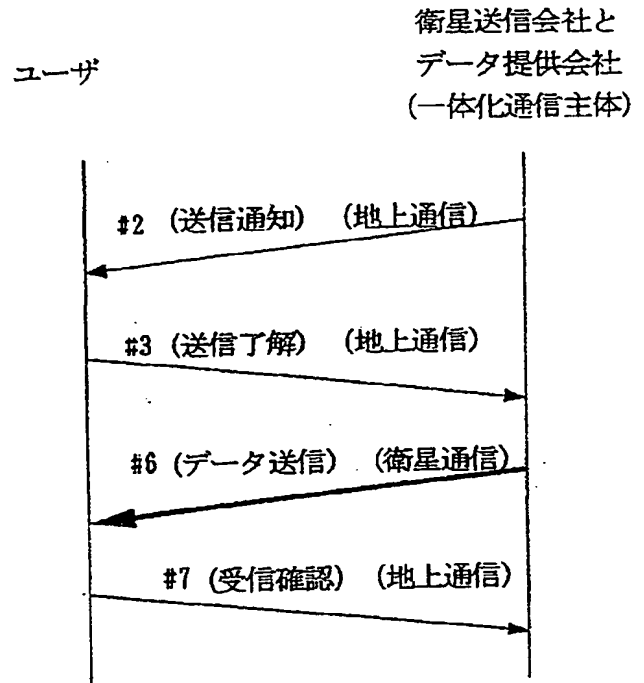 ユーザ
衛星送信会社と
データ提供会社
(一体化通信主体)
#2 (送信通知) (地上通信)
#3 (送信了解) (地上通信)
#6 (データ送信) (衛星通信)
#7 (受信確認) (地上通信)